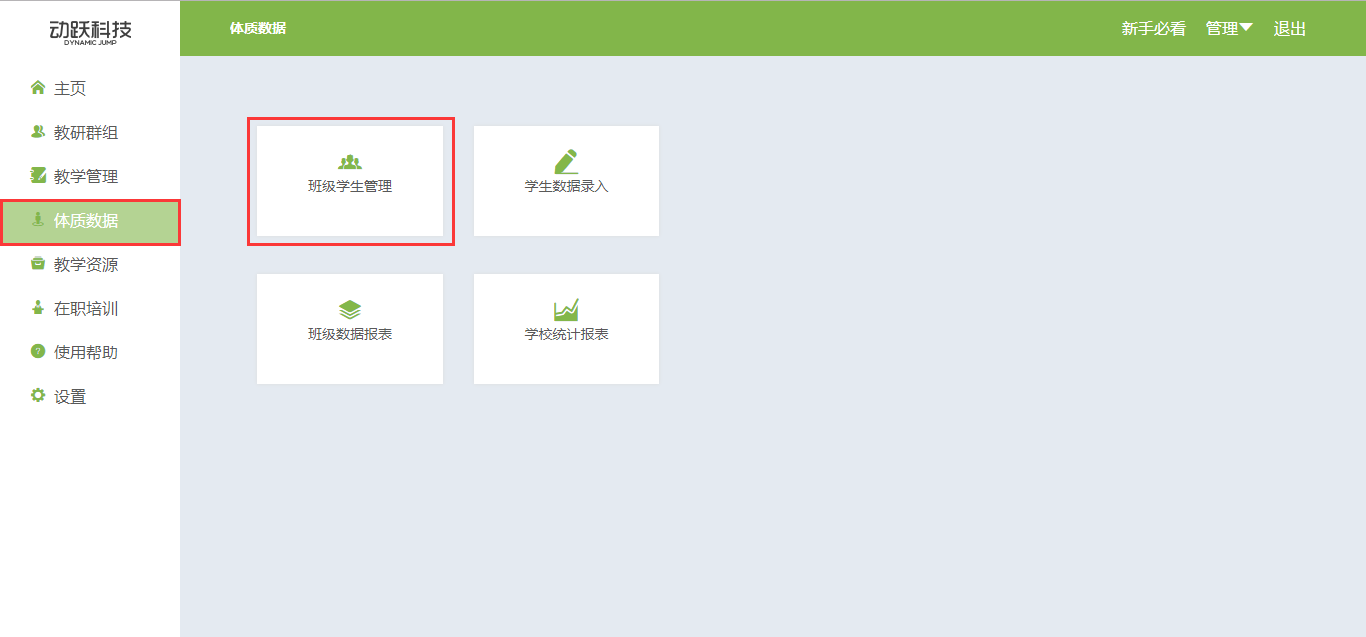 动跃科技
DYNAMIC JUMP
体质数据
新手必看
管理
退出
主页
教研群组
教学管理
体质数据
教学资源
在职培训
使用帮助
设置
班级学生管理
学生数据录入
班级数据报表
学校统计报表